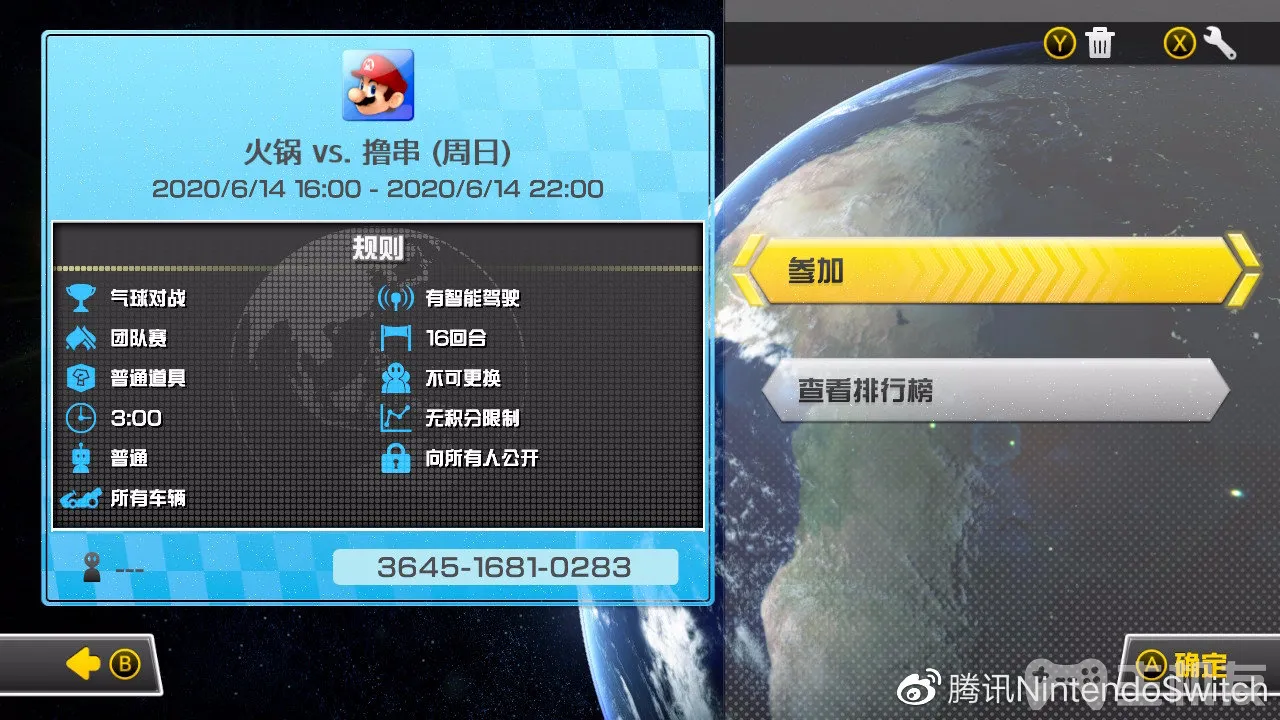 Y X
火锅 vs. 撸串 (周日)
2020/6/14 16:00 - 2020/6/14 22:00
规则
气球对战 有智能驾驶
团队赛 16回合
普通道具 不可更换
3:00 无积分限制
普通 向所有人公开
所有车辆
--- 3645-1681-0283
参加
查看排行榜
B
A 确定
腾讯NintendoSwitch